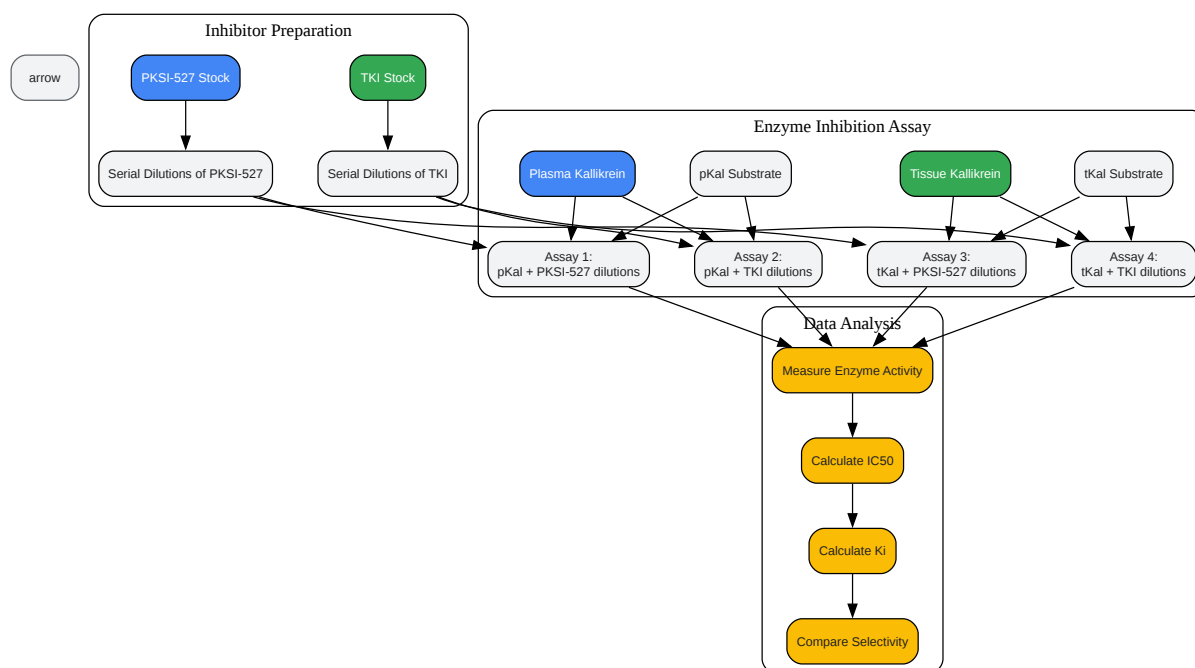 Inhibitor Preparation
arrow
PKSI-527 Stock
TKI Stock
Serial Dilutions of PKSI-527
Serial Dilutions of TKI
Enzyme Inhibition Assay
Plasma Kallikrein
pKal Substrate
Tissue Kallikrein
tKal Substrate
Assay 1:
pKal + PKSI-527 dilutions
Assay 2:
pKal + TKI dilutions
Assay 3:
tKal + PKSI-527 dilutions
Assay 4:
tKal + TKI dilutions
Data Analysis
Measure Enzyme Activity
Calculate IC50
Calculate Ki
Compare Selectivity